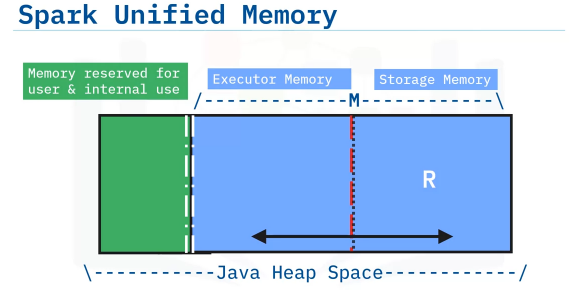 Spark Unified Memory
Memory reserved for
user & internal use
Executor Memory
Storage Memory
/-----------M-----------\
R
\-----------Java Heap Space-------------/